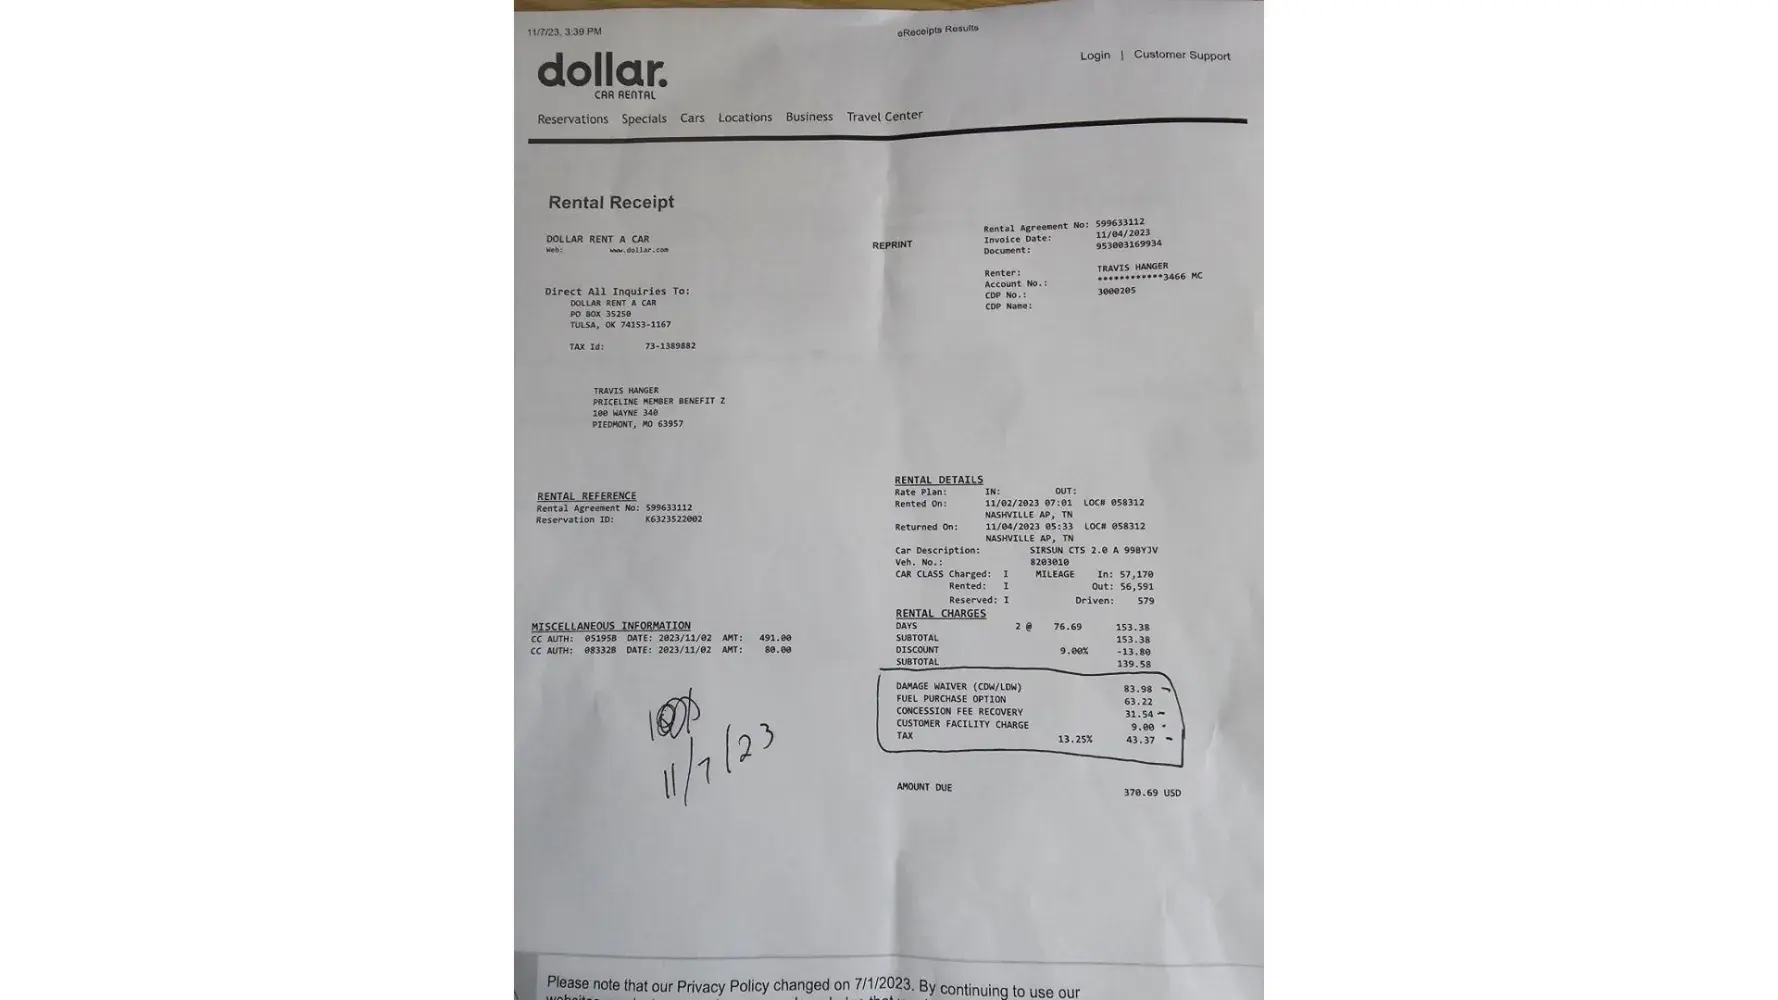 11/7/23, 3:39 PM
eReceipts Results
Login | Customer Support
dollar.
CAR RENTAL
Reservations Specials Cars Locations Business Travel Center
Rental Receipt
DOLLAR RENT A CAR
Web: www.dollar.com
REPRINT
Rental Agreement No: 599633112
Invoice Date: 11/04/2023
Document: 953003169934
Renter: TRAVIS HANGER
Account No.: ************3466 MC
CDP No.: 3000205
CDP Name:
Direct All Inquiries To:
DOLLAR RENT A CAR
PO BOX 35250
TULSA, OK 74153-1167
TAX Id: 73-1389882
TRAVIS HANGER
PRICELINE MEMBER BENEFIT Z
100 WAYNE 340
PIEDMONT, MO 63957
RENTAL REFERENCE
Rental Agreement No: 599633112
Reservation ID: K6323522002
MISCELLANEOUS INFORMATION
CC AUTH: 05195B DATE: 2023/11/02 AMT: 491.00
CC AUTH: 08332B DATE: 2023/11/02 AMT: 80.00
11/7/23
RENTAL DETAILS
Rate Plan: IN: OUT:
Rented On: 11/02/2023 07:01 LOC# 058312
NASHVILLE AP, TN
Returned On: 11/04/2023 05:33 LOC# 058312
NASHVILLE AP, TN
Car Description: SIRSUN CTS 2.0 A 99BYJV
Veh. No.: 8203010
CAR CLASS Charged: I MILEAGE In: 57,170
Rented: I Out: 56,591
Reserved: I Driven: 579
RENTAL CHARGES
DAYS 2 @ 76.69 153.38
SUBTOTAL 153.38
DISCOUNT 9.00% -13.80
SUBTOTAL 139.58
DAMAGE WAIVER (CDW/LDW) 83.98
FUEL PURCHASE OPTION 63.22
CONCESSION FEE RECOVERY 31.54
CUSTOMER FACILITY CHARGE 9.00
TAX 13.25% 43.37
AMOUNT DUE 370.69 USD
Please note that our Privacy Policy changed on 7/1/2023. By continuing to use our